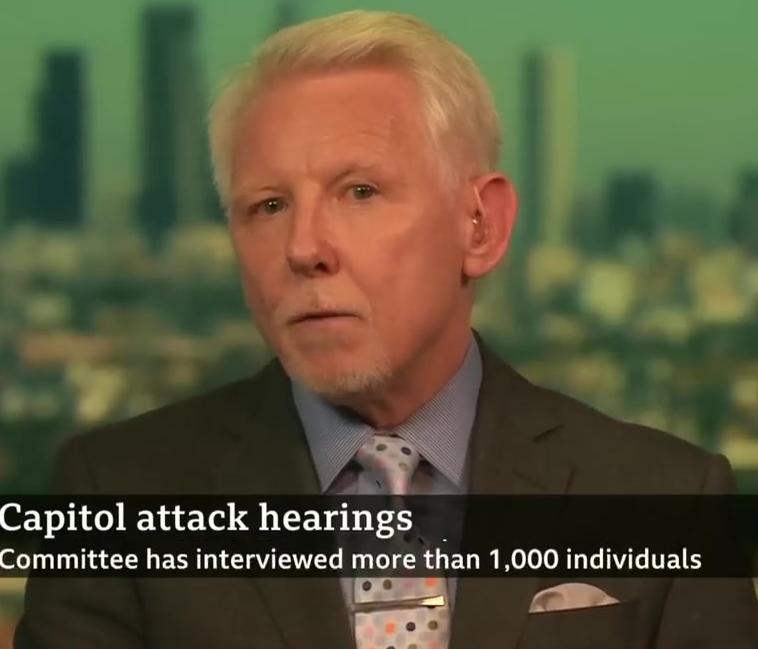 Capitol attack hearings
Committee has interviewed more than 1,000 individuals